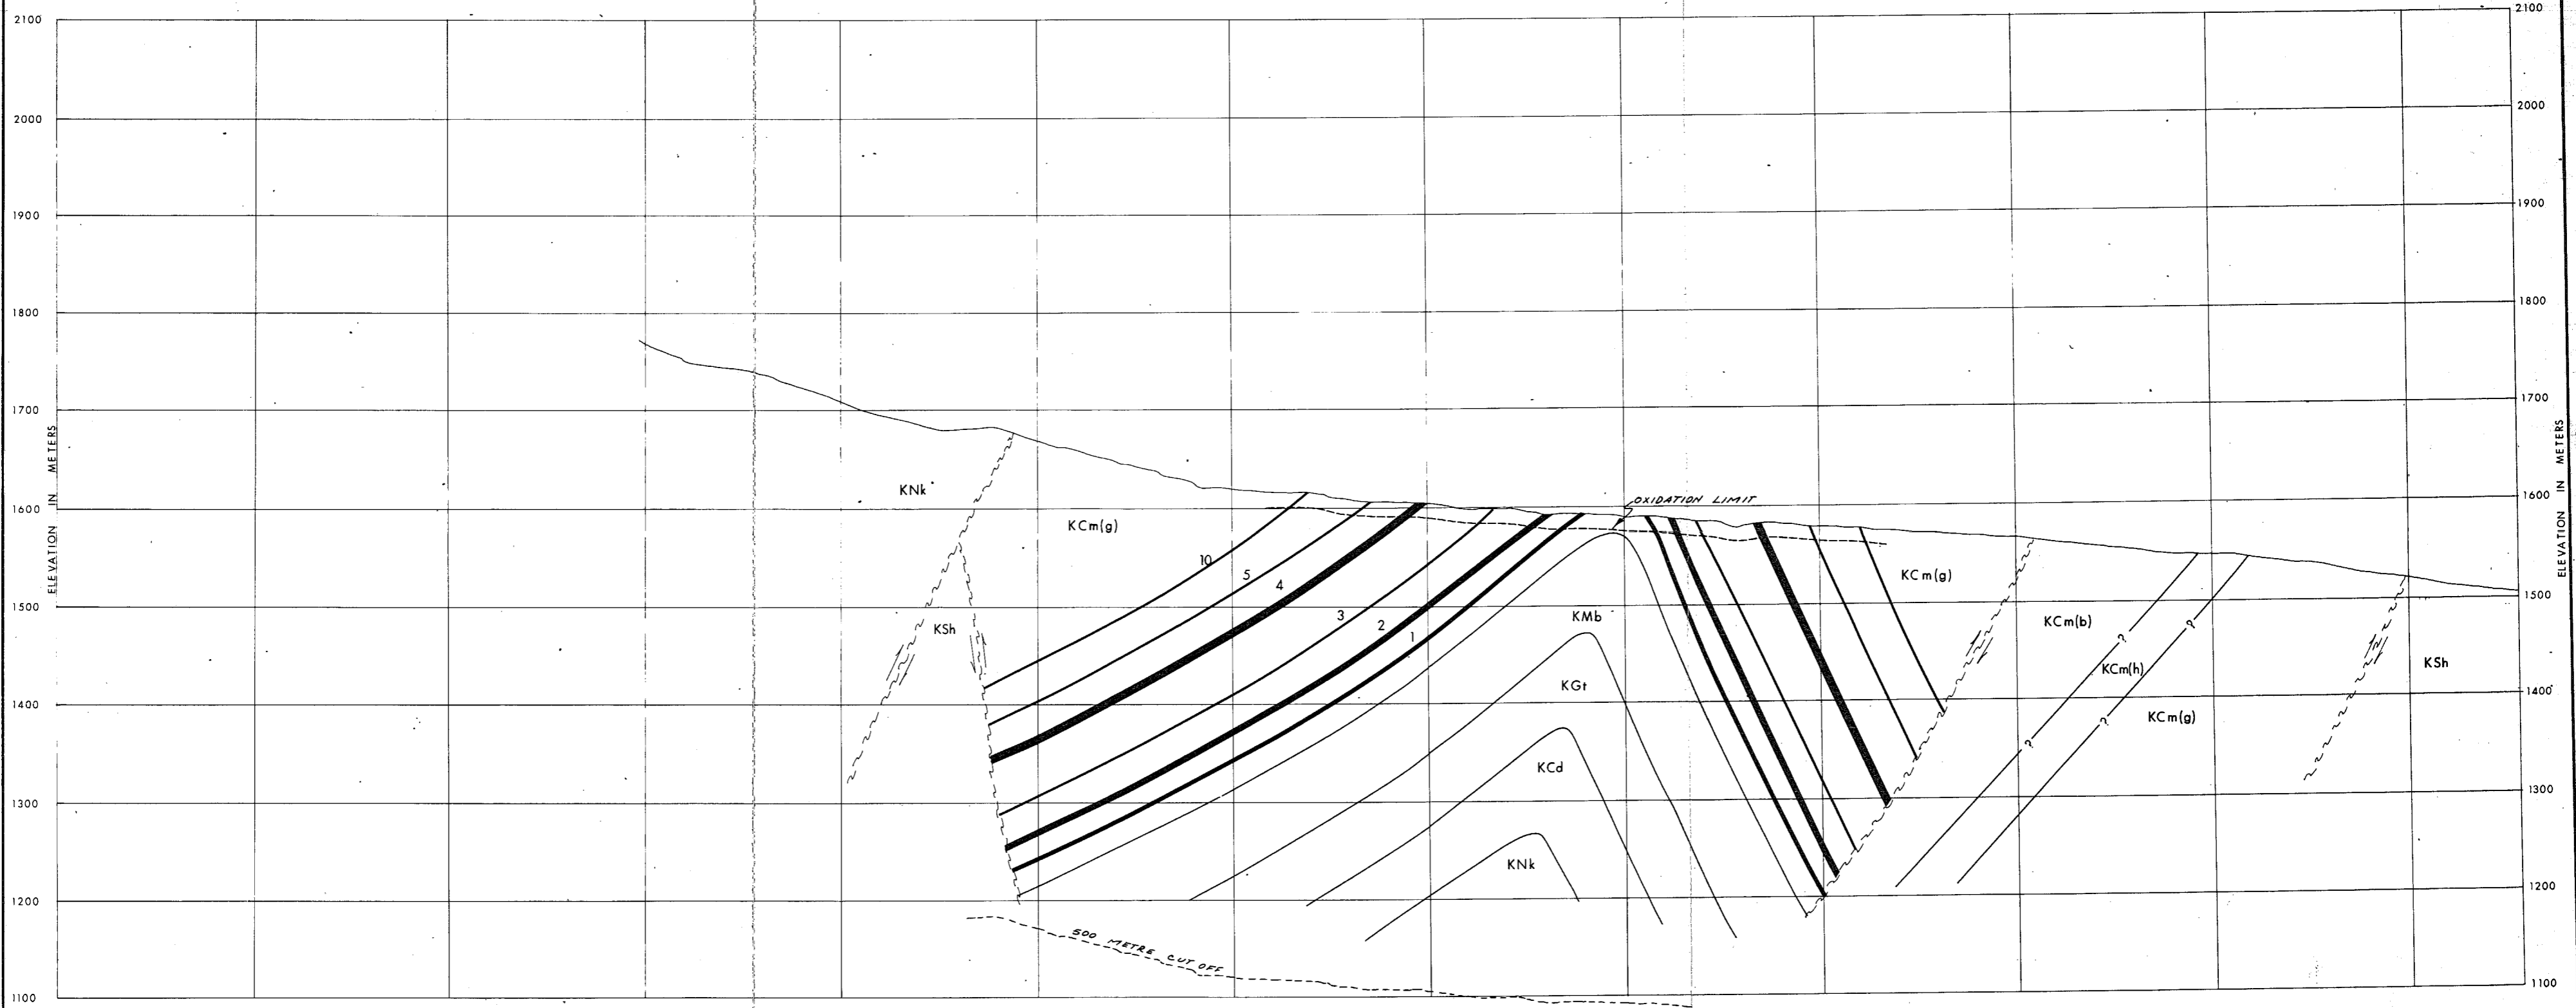 2100
2100
2000
2000
1900
1900
1800
1800
1700
1700
ELEVATION IN METERS
ELEVATION IN METERS
KNk
1600
OXIDATION LIMIT
1600
KCm(g)
10
5
4
KCm(g)
1500
1500
3
KMb
KSh
2
1
KCm(b)
?
?
KCm(h)
KSh
KGt
1400
1400
KCm(g)
?
?
KCd
1300
1300
KNk
1200
1200
500 METRE CUT OFF
1100
1100